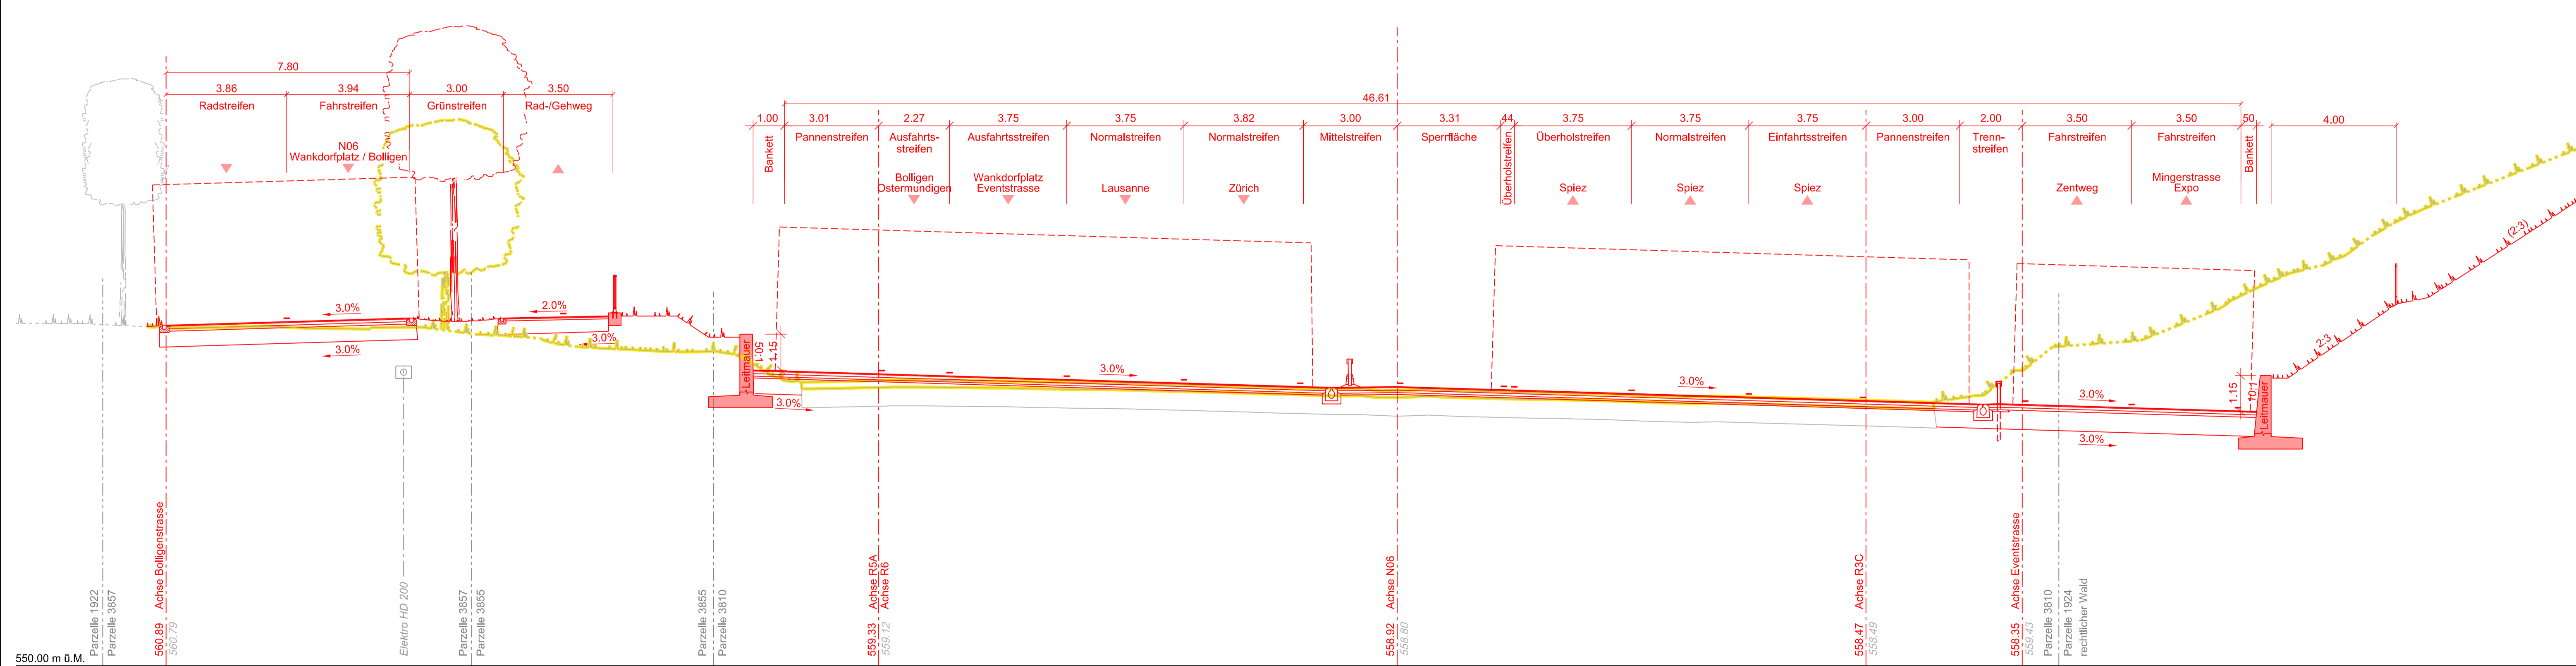 7.80
3.86
3.94
3.00
3.50
Radstreifen
Fahrstreifen
Grünstreifen
Rad-/Gehweg
N06
Wankdorfplatz / Bolligen
46.61
1.00
3.01
2.27
3.75
3.75
3.82
3.00
3.31
44
3.75
3.75
3.75
3.00
2.00
3.50
3.50
50
4.00
Bankett
Pannenstreifen
Ausfahrts-
streifen
Ausfahrtsstreifen
Normalstreifen
Normalstreifen
Mittelstreifen
Sperrfläche
Überholstreifen
Überholstreifen
Normalstreifen
Einfahrtsstreifen
Pannenstreifen
Trenn-
streifen
Fahrstreifen
Fahrstreifen
Bankett
Bolligen
Ostermundigen
Wankdorfplatz
Eventstrasse
Lausanne
Zürich
Spiez
Spiez
Spiez
Zentweg
Mingerstrasse
Expo
(2:3)
2:3
3.0%
3.0%
2.0%
3.0%
Leitmauer
50:1
1.15
3.0%
3.0%
3.0%
3.0%
3.0%
1.15
10:1
Leitmauer
Parzelle 1922
Parzelle 3857
560.89 Achse Bolligenstrasse
560.79
Elektro HD 200
Parzelle 3857
Parzelle 3855
Parzelle 3855
Parzelle 3810
559.33 Achse R5A
559.12 Achse R6
558.92 Achse N06
558.80
558.47 Achse R3C
558.49
558.35 Achse Eventstrasse
559.43
Parzelle 3810
Parzelle 1924
rechtlicher Wald
550.00 m ü.M.